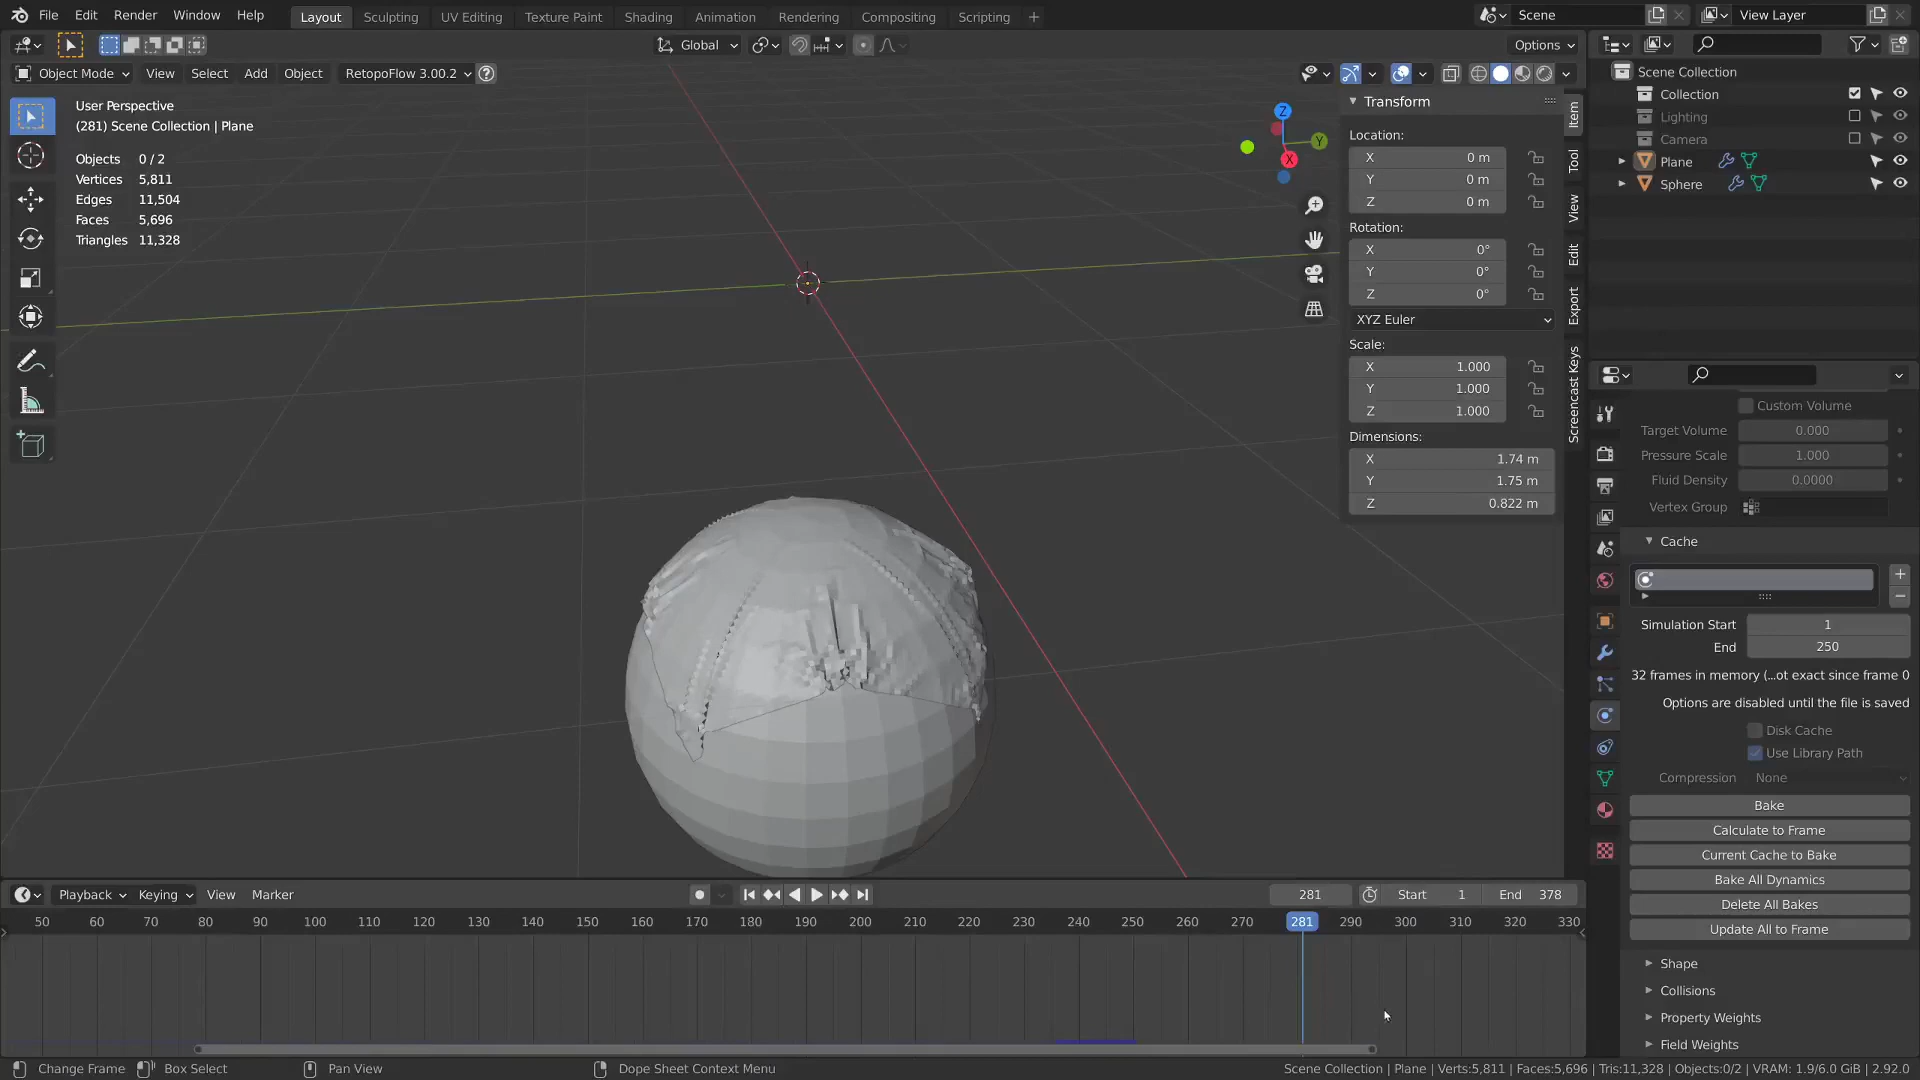 File Edit Render Window Help Layout Sculpting UV Editing Texture Paint Shading Animation Rendering Compositing Scripting + Scene View Layer
Global Options
Object Mode View Select Add Object RetopoFlow 3.00.2 ?
User Perspective
(281) Scene Collection | Plane
Objects 0 / 2
Vertices 5,811
Edges 11,504
Faces 5,696
Triangles 11,328
Z
Y
X
Transform
Location:
X 0 m
Y 0 m
Z 0 m
Rotation:
X 0°
Y 0°
Z 0°
XYZ Euler
Scale:
X 1.000
Y 1.000
Z 1.000
Dimensions:
X 1.74 m
Y 1.75 m
Z 0.822 m
Item
Tool
View
Edit
Export
Screencast Keys
Scene Collection
Collection
Lighting
Camera
Plane
Sphere
Custom Volume
Target Volume 0.000
Pressure Scale 1.000
Fluid Density 0.0000
Vertex Group
Cache
Simulation Start 1
End 250
32 frames in memory (...ot exact since frame 0
Options are disabled until the file is saved
Disk Cache
Use Library Path
Compression None
Bake
Calculate to Frame
Current Cache to Bake
Bake All Dynamics
Delete All Bakes
Update All to Frame
Shape
Collisions
Property Weights
Field Weights
Playback Keying View Marker 281 Start 1 End 378
50 60 70 80 90 100 110 120 130 140 150 160 170 180 190 200 210 220 230 240 250 260 270 281 290 300 310 320 330
Change Frame Box Select Pan View Dope Sheet Context Menu Scene Collection | Plane | Verts:5,811 | Faces:5,696 | Tris:11,328 | Objects:0/2 | VRAM: 1.9/6.0 GiB | 2.92.0